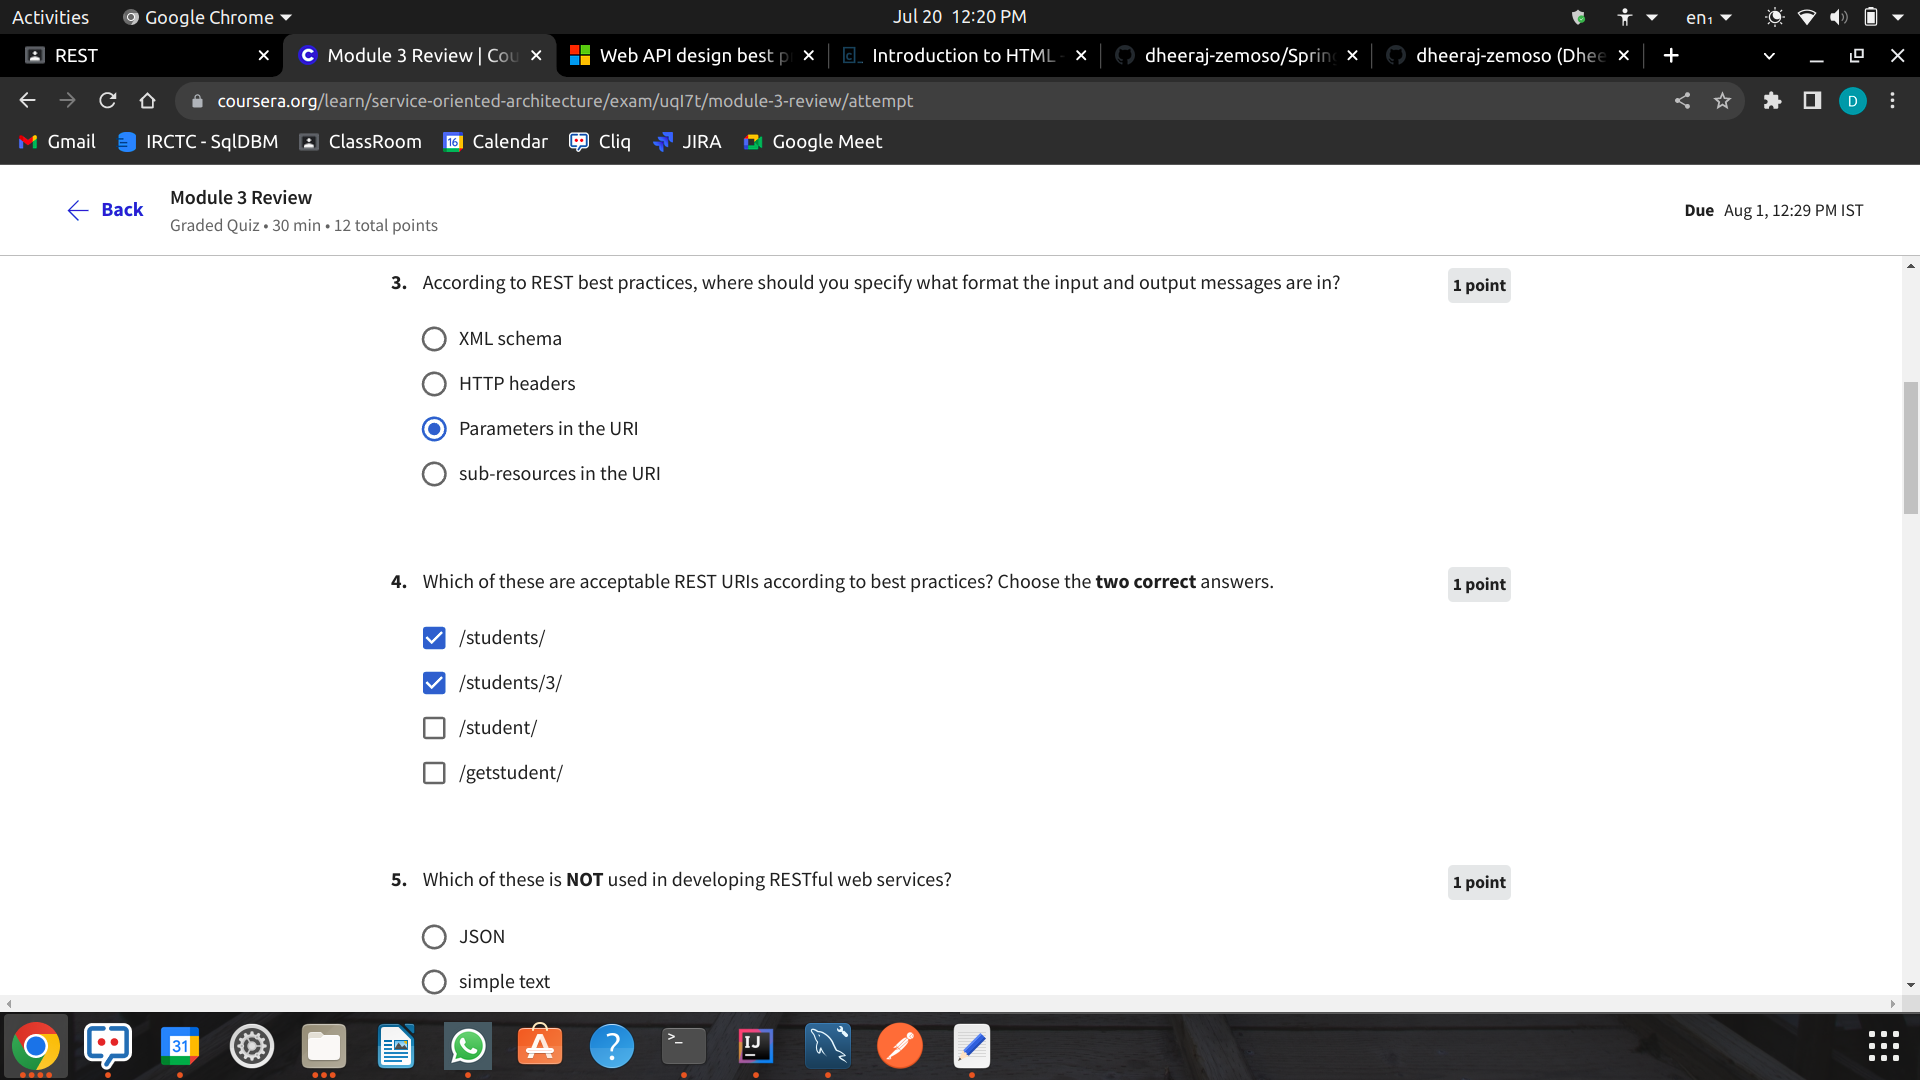 Activities
Google Chrome
Jul 20 12:20 PM
en₁
REST
Module 3 Review | Cou
Web API design best p
Introduction to HTML
dheeraj-zemoso/Spring
dheeraj-zemoso (Dhee
coursera.org/learn/service-oriented-architecture/exam/uqI7t/module-3-review/attempt
D
Gmail
IRCTC - SqlDBM
ClassRoom
16
Calendar
Cliq
JIRA
Google Meet
Back
Module 3 Review
Graded Quiz • 30 min • 12 total points
Due Aug 1, 12:29 PM IST
3. According to REST best practices, where should you specify what format the input and output messages are in?
1 point
XML schema
HTTP headers
Parameters in the URI
sub-resources in the URI
4. Which of these are acceptable REST URIs according to best practices? Choose the two correct answers.
1 point
/students/
/students/3/
/student/
/getstudent/
5. Which of these is NOT used in developing RESTful web services?
1 point
JSON
simple text
31
>_
IJ